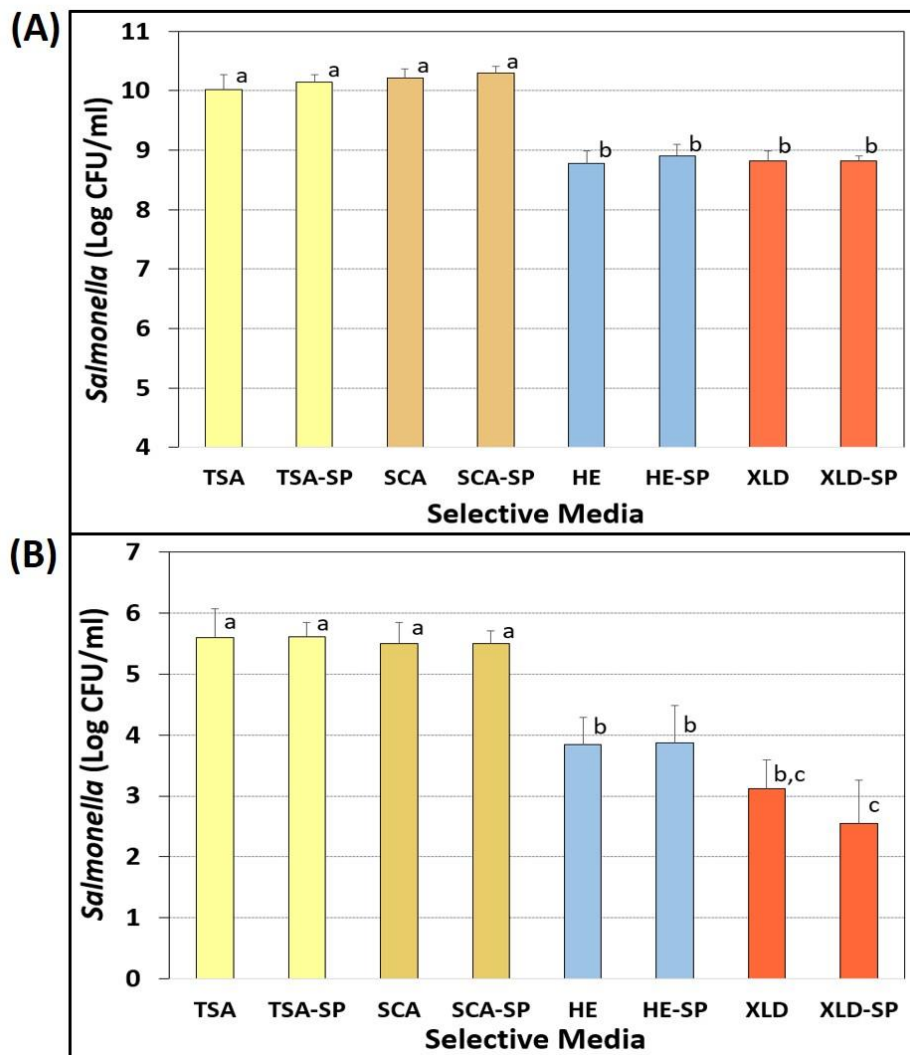 (A)
Salmonella (Log CFU/ml)
11
10
9
8
7
6
5
4
a a a a b b b b
TSA TSA-SP SCA SCA-SP HE HE-SP XLD XLD-SP
Selective Media
(B)
Salmonella (Log CFU/ml)
7
6
5
4
3
2
1
0
a a a a b b b,c c
TSA TSA-SP SCA SCA-SP HE HE-SP XLD XLD-SP
Selective Media